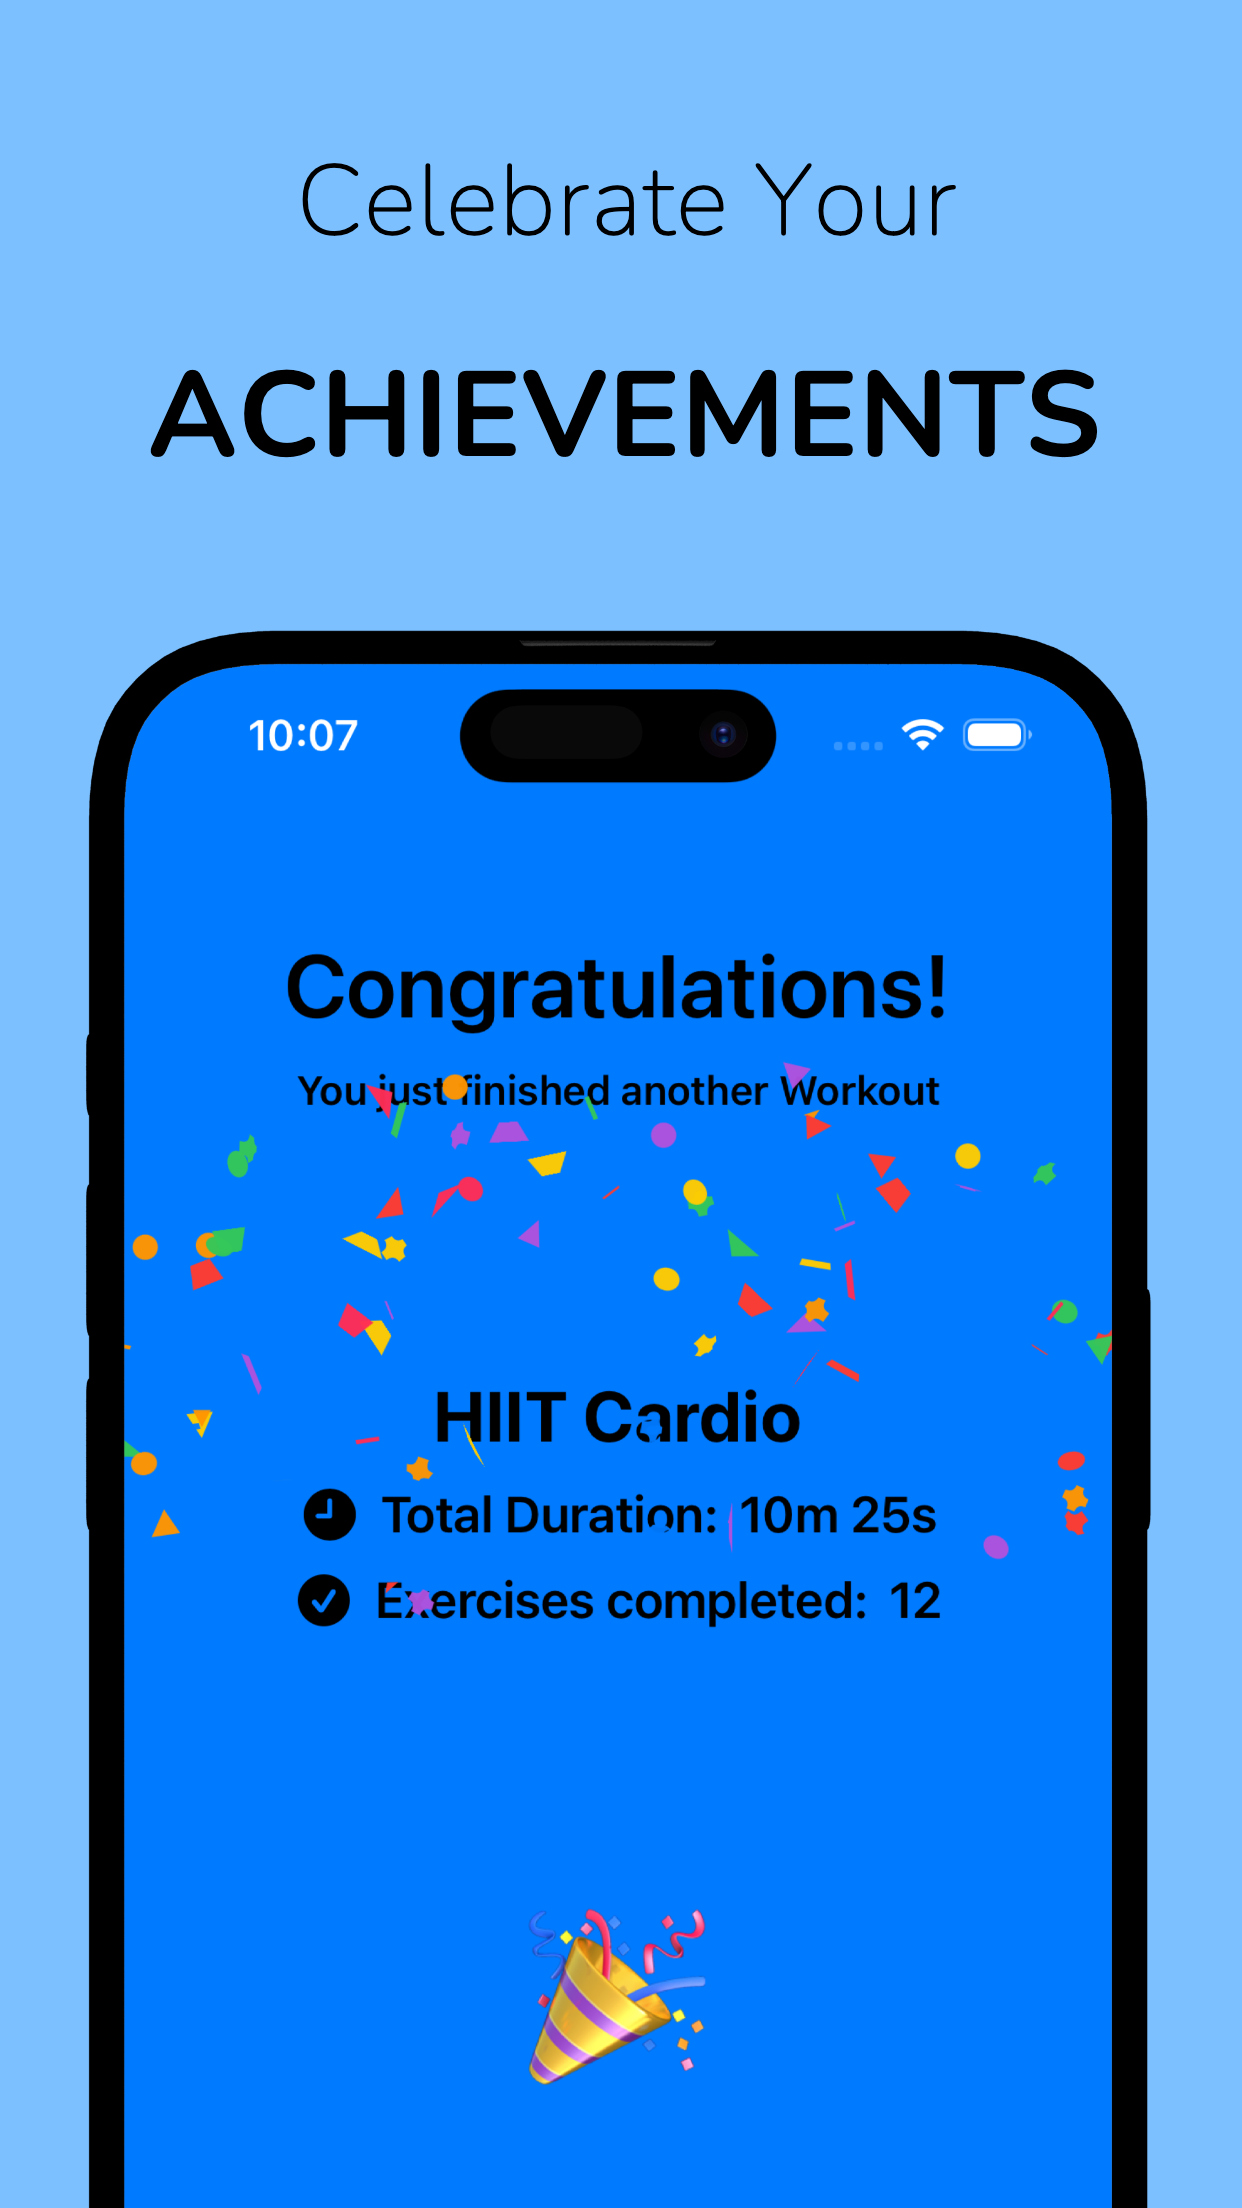 Celebrate Your
ACHIEVEMENTS
10:07
Congratulations!
You just finished another Workout
HIIT Cardio
Total Duration: 10m 25s
Exercises completed: 12